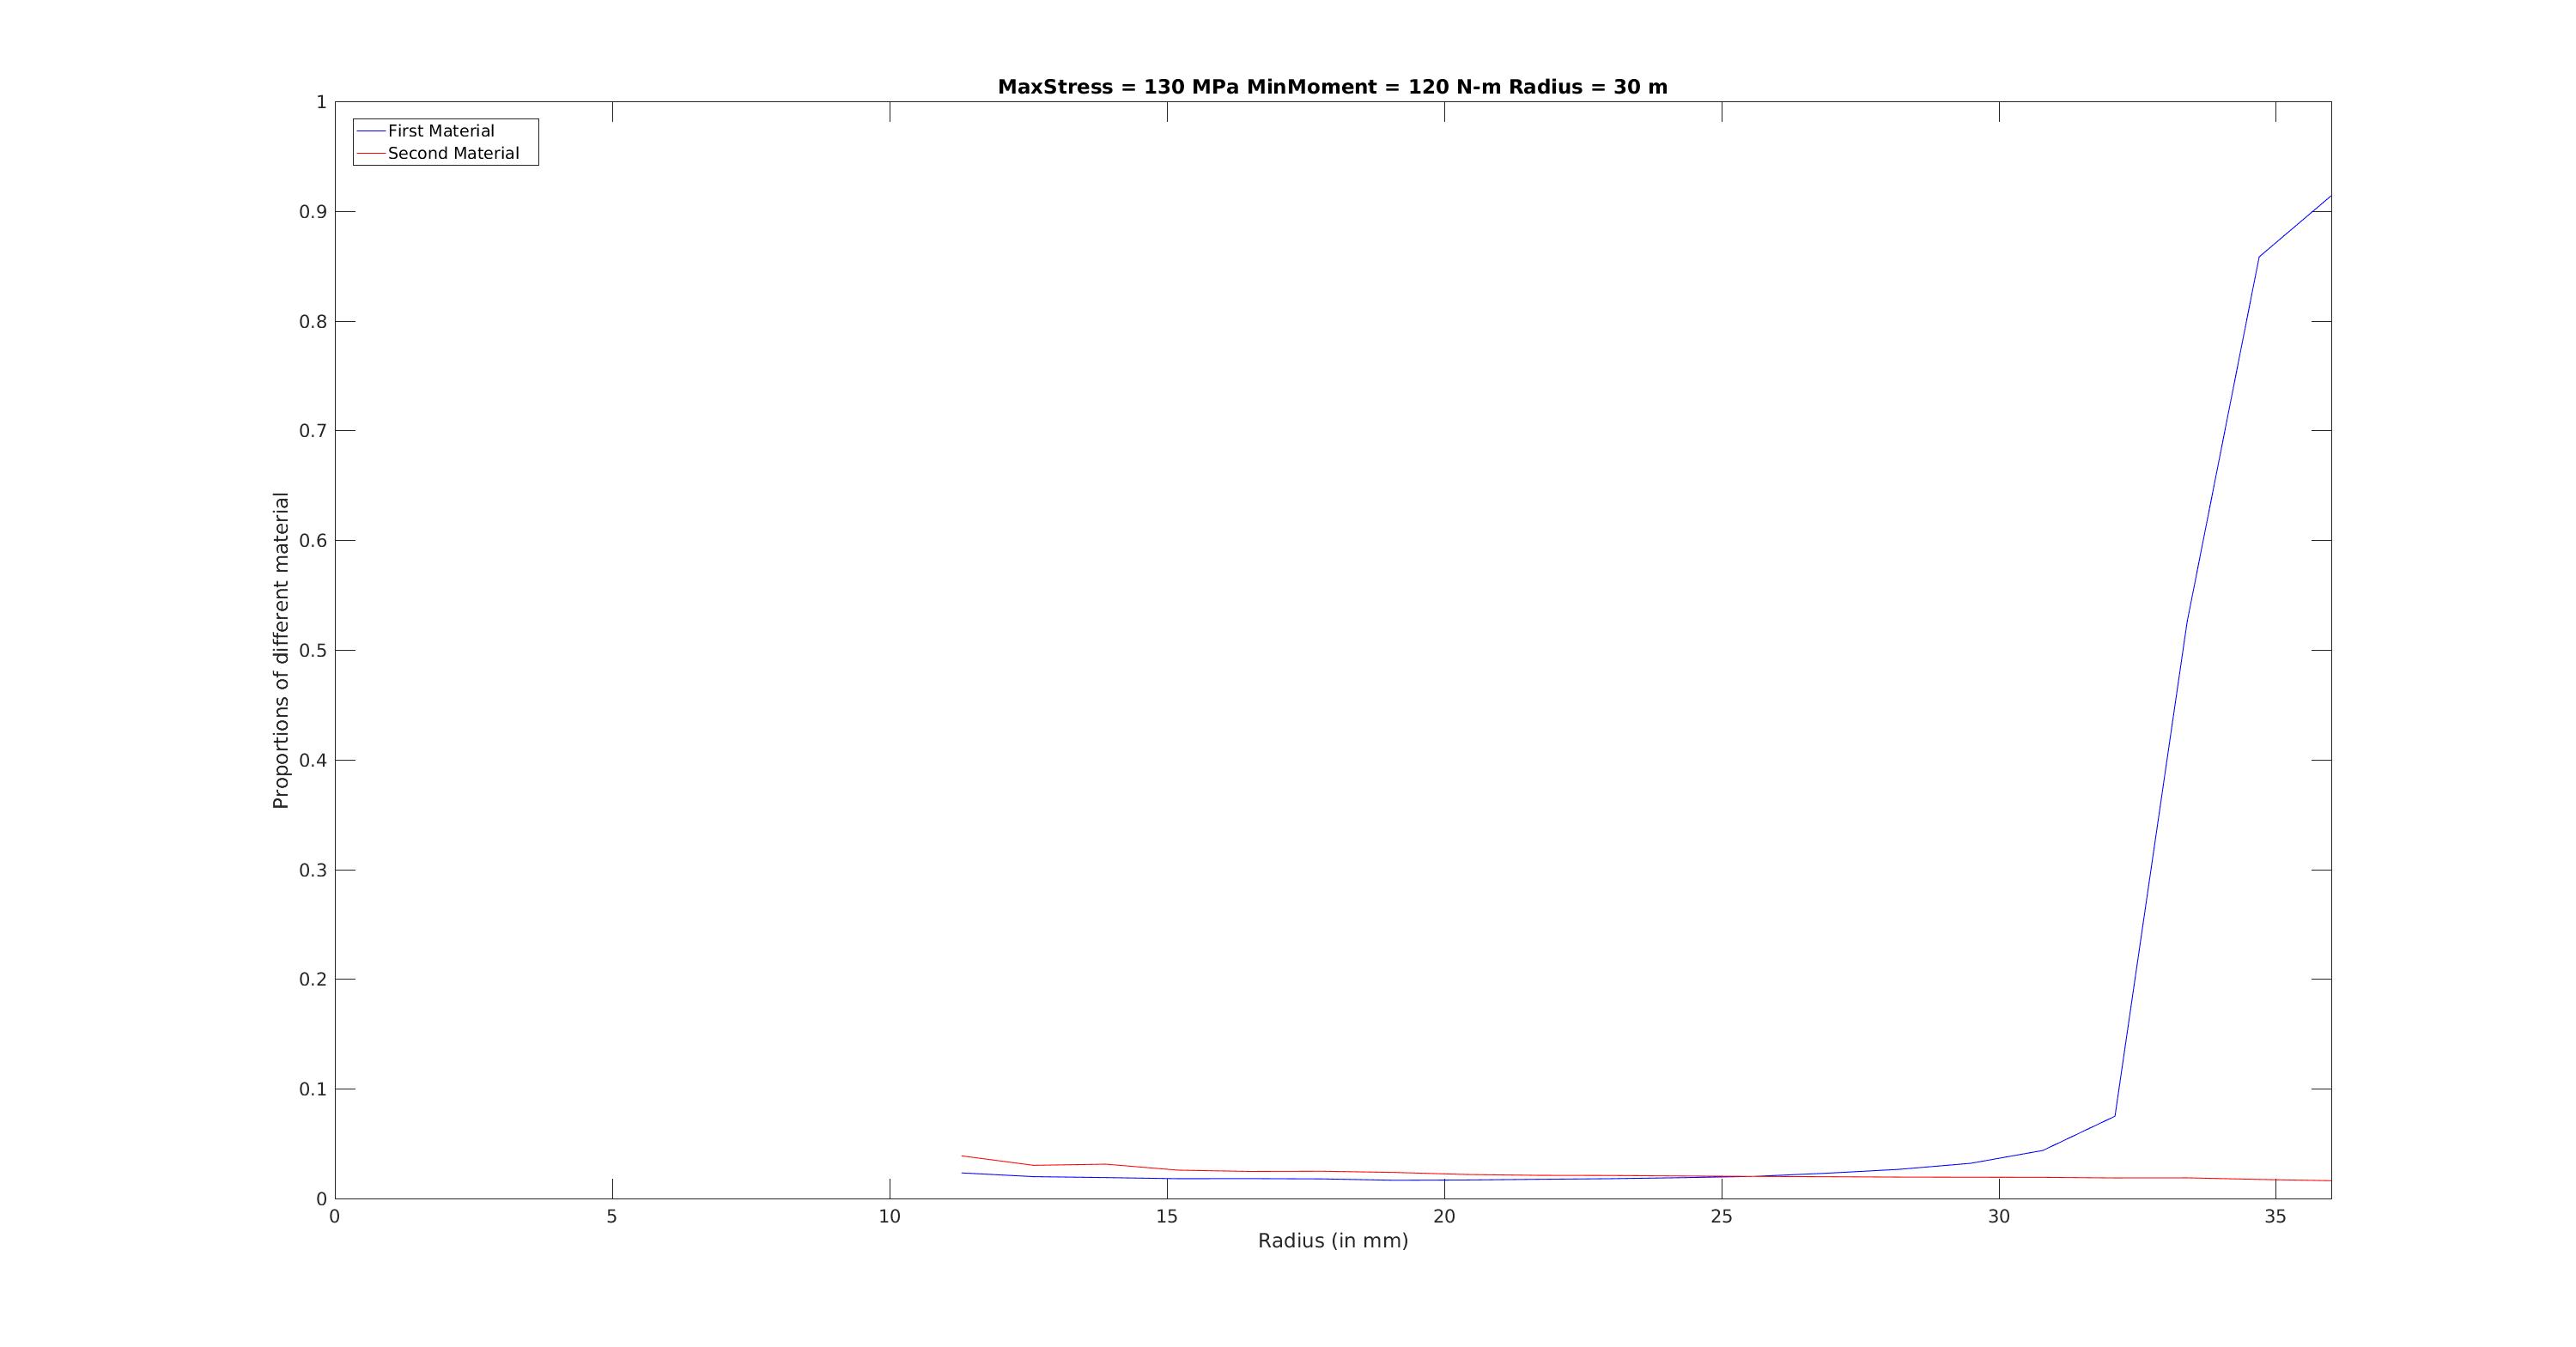 MaxStress = 130 MPa MinMoment = 120 N-m Radius = 30 m
First Material
Second Material
1
0.9
0.8
0.7
0.6
0.5
0.4
0.3
0.2
0.1
0
Proportions of different material
0 5 10 15 20 25 30 35
Radius (in mm)